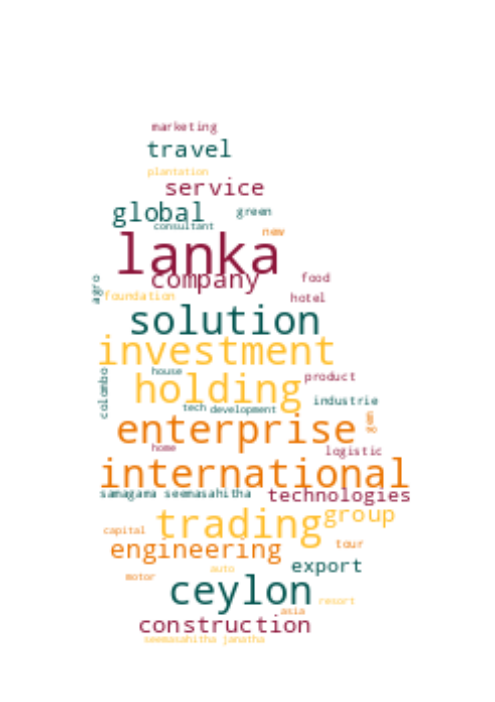 marketing
travel
plantation
service
global
green
consultant
new
lanka
company
food
agro
foundation
hotel
solution
investment
house
product
colombo
holding
industrie
tech
development
enterprise
home
logistic
international
samagama seemasahitha
technologies
trading
group
capital
engineering
tour
export
auto
motor
ceylon
resort
asia
construction
seemasahitha janatha